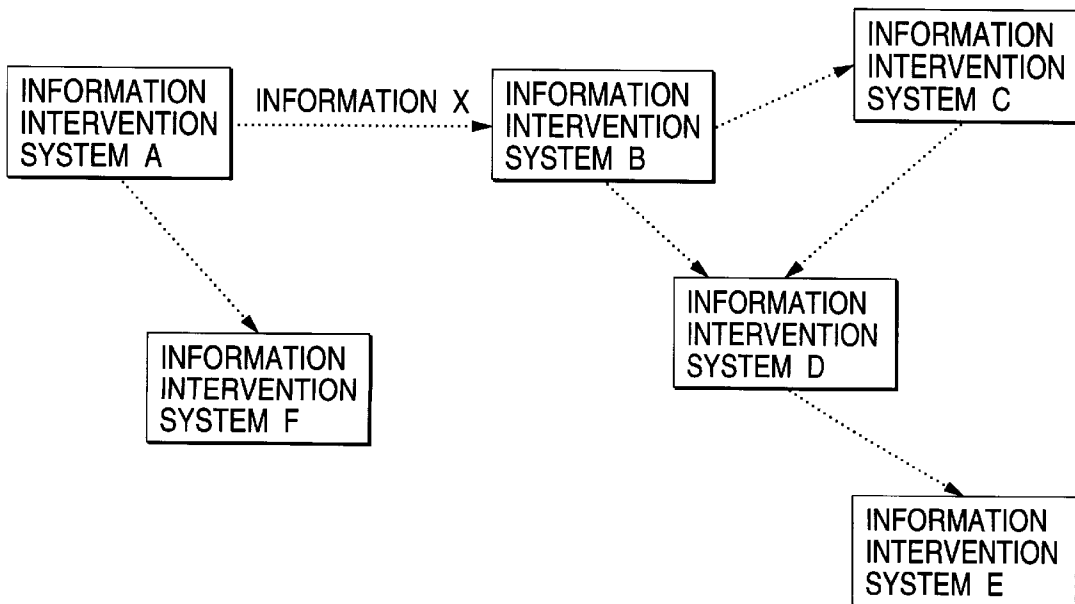 INFORMATION
INTERVENTION
SYSTEM A
INFORMATION X
INFORMATION
INTERVENTION
SYSTEM B
INFORMATION
INTERVENTION
SYSTEM C
INFORMATION
INTERVENTION
SYSTEM D
INFORMATION
INTERVENTION
SYSTEM F
INFORMATION
INTERVENTION
SYSTEM E